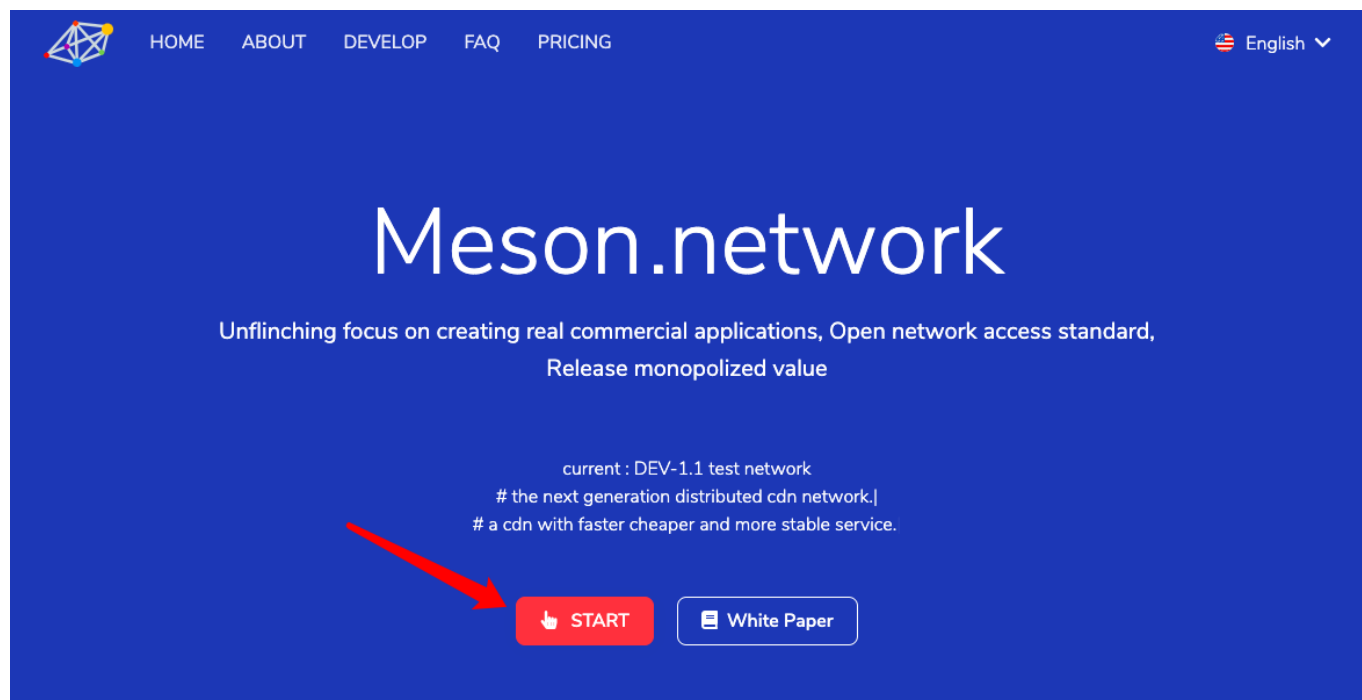 HOME ABOUT DEVELOP FAQ PRICING English
Meson.network
Unflinching focus on creating real commercial applications, Open network access standard,
Release monopolized value
current : DEV-1.1 test network
# the next generation distributed cdn network.|
# a cdn with faster cheaper and more stable service.
START White Paper